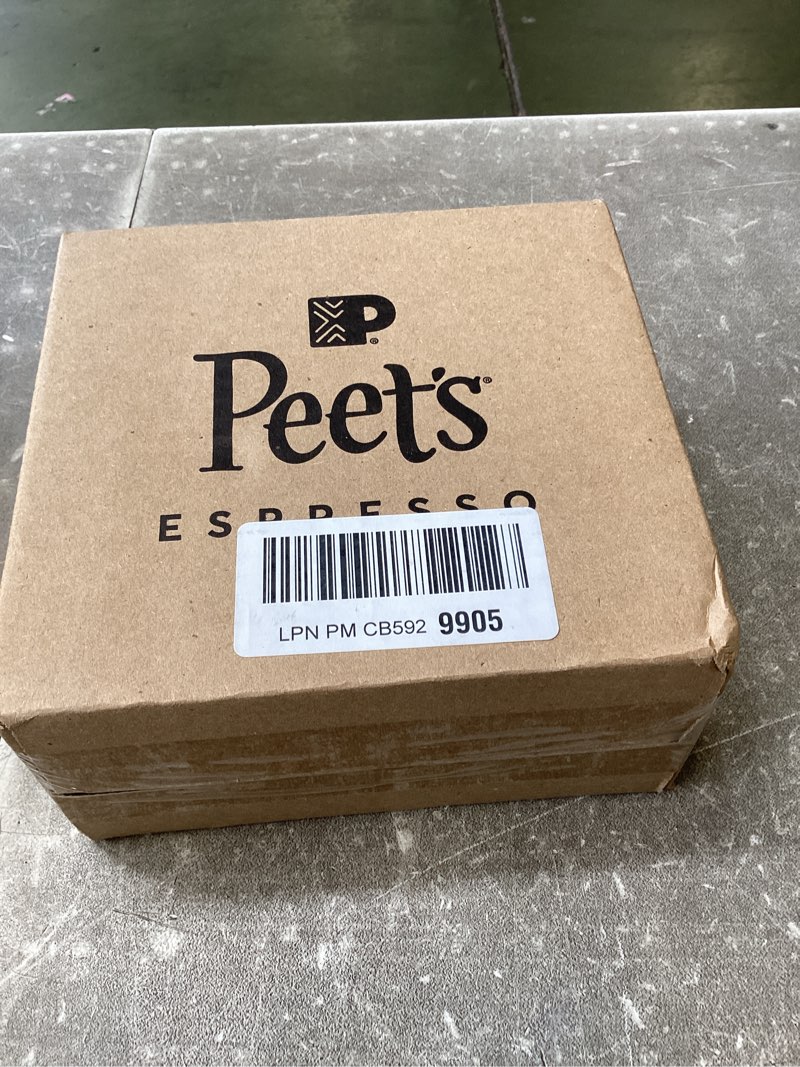 P
Peet's
ESPRESSO
LPN PM CB592 9905